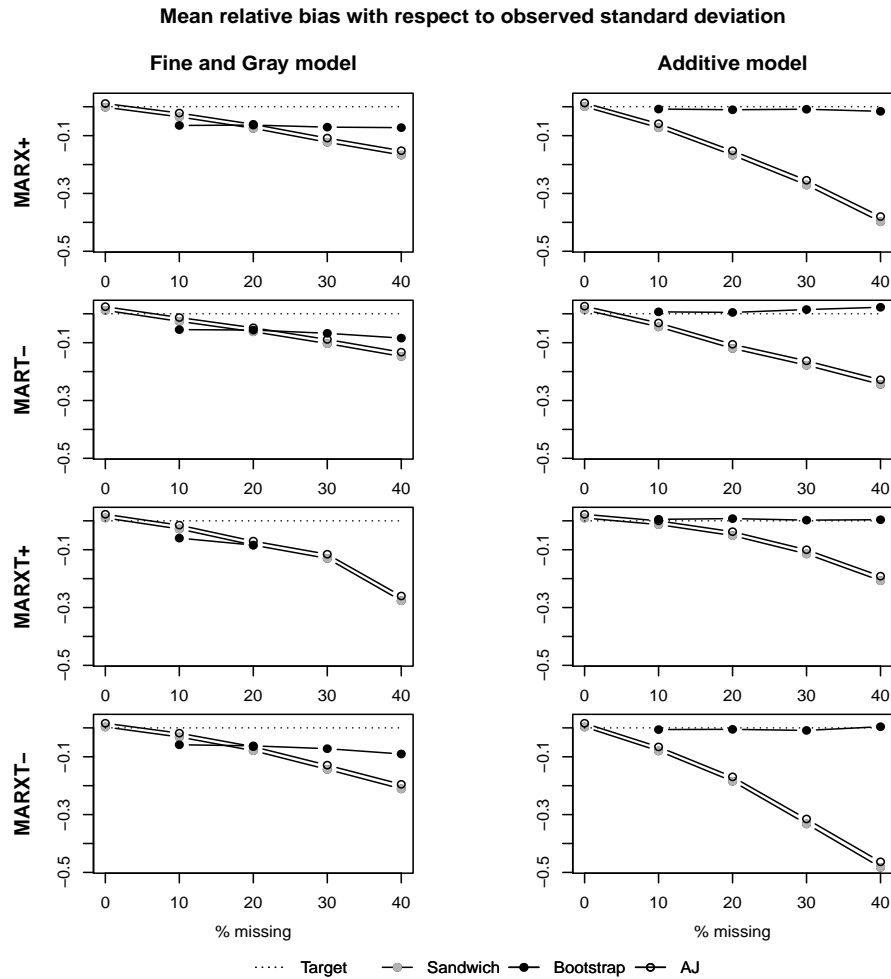 Mean relative bias with respect to observed standard deviation
Fine and Gray model
Additive model
MARX+
−0.5 −0.3 −0.1
0 10 20 30 40
−0.5 −0.3 −0.1
0 10 20 30 40
MART−
−0.5 −0.3 −0.1
0 10 20 30 40
−0.5 −0.3 −0.1
0 10 20 30 40
MARXT+
−0.5 −0.3 −0.1
0 10 20 30 40
−0.5 −0.3 −0.1
0 10 20 30 40
MARXT−
−0.5 −0.3 −0.1
0 10 20 30 40
% missing
−0.5 −0.3 −0.1
0 10 20 30 40
% missing
Target Sandwich Bootstrap AJ